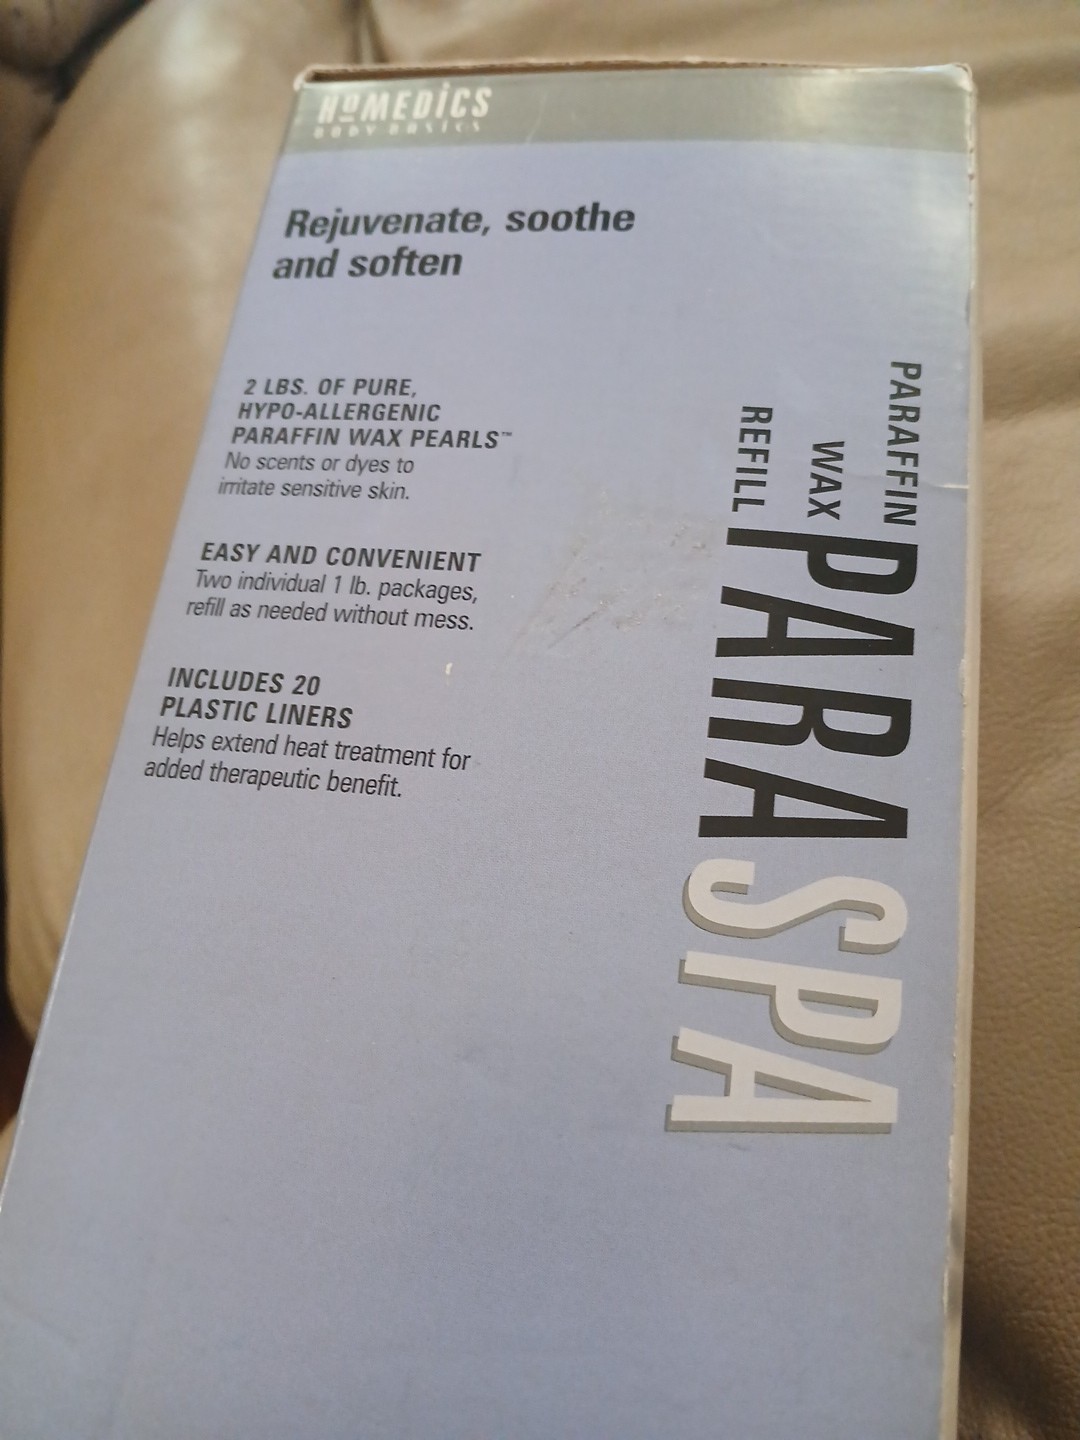 HoMEDiCS
BODY BASICS
Rejuvenate, soothe
and soften
2 LBS. OF PURE,
HYPO-ALLERGENIC
PARAFFIN WAX PEARLS™
No scents or dyes to
irritate sensitive skin.
EASY AND CONVENIENT
Two individual 1 lb. packages,
refill as needed without mess.
INCLUDES 20
PLASTIC LINERS
Helps extend heat treatment for
added therapeutic benefit.
PARAFFIN
WAX
REFILL
PARASPA